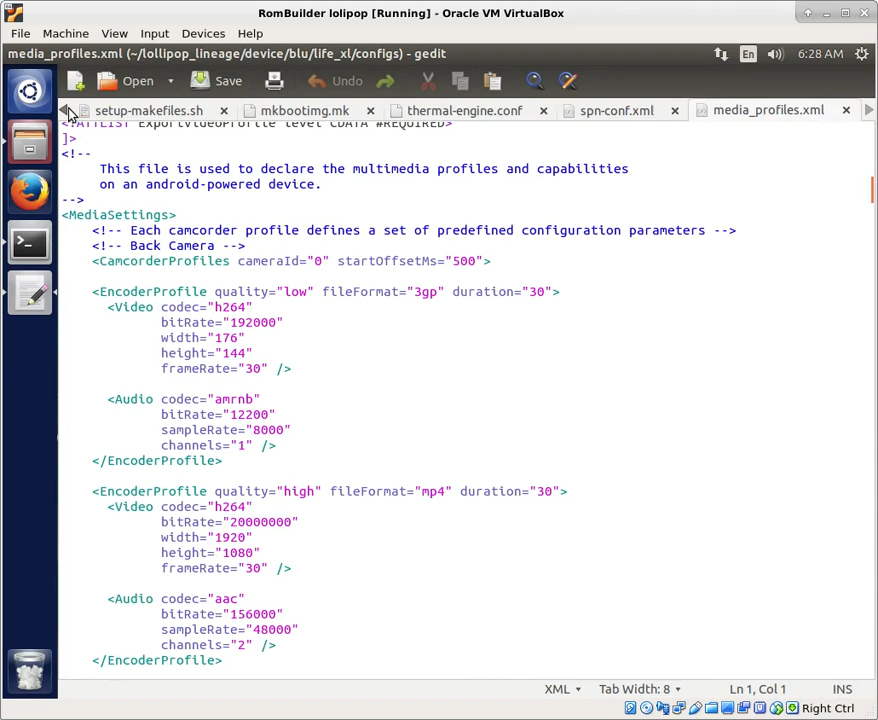 RomBuilder lolipop [Running] - Oracle VM VirtualBox
File Machine View Input Devices Help
media_profiles.xml (~/lollipop_lineage/device/blu/life_xl/configs) - gedit
En 6:28 AM
Open Save Undo
setup-makefiles.sh mkbootimg.mk thermal-engine.conf spn-conf.xml media_profiles.xml
<!ATTLIST ExportVideoProfile level CDATA #REQUIRED>
]>
<!--
This file is used to declare the multimedia profiles and capabilities
on an android-powered device.
-->
<MediaSettings>
<!-- Each camcorder profile defines a set of predefined configuration parameters -->
<!-- Back Camera -->
<CamcorderProfiles cameraId="0" startOffsetMs="500">
<EncoderProfile quality="low" fileFormat="3gp" duration="30">
<Video codec="h264"
bitRate="192000"
width="176"
height="144"
frameRate="30" />
<Audio codec="amrnb"
bitRate="12200"
sampleRate="8000"
channels="1" />
</EncoderProfile>
<EncoderProfile quality="high" fileFormat="mp4" duration="30">
<Video codec="h264"
bitRate="20000000"
width="1920"
height="1080"
frameRate="30" />
<Audio codec="aac"
bitRate="156000"
sampleRate="48000"
channels="2" />
</EncoderProfile>
XML Tab Width: 8 Ln 1, Col 1 INS
Right Ctrl